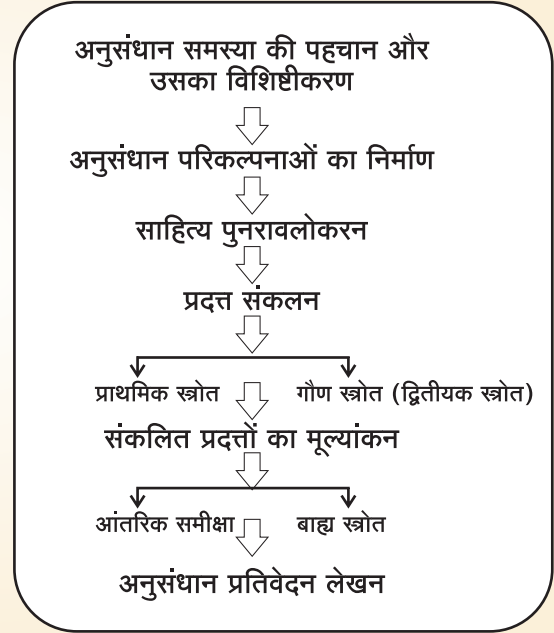 अनुसंधान समस्या की पहचान और
उसका विशिष्टीकरण
अनुसंधान परिकल्पनाओं का निर्माण
साहित्य पुनरावलोकरन
प्रदत्त संकलन
प्राथमिक स्त्रोत
गौण स्त्रोत (द्वितीयक स्त्रोत)
संकलित प्रदत्तों का मूल्यांकन
आंतरिक समीक्षा
बाह्य स्त्रोत
अनुसंधान प्रतिवेदन लेखन